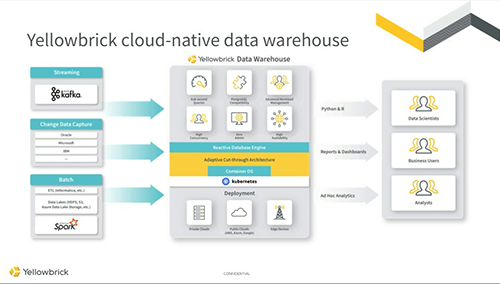 Yellowbrick cloud-native data warehouse
Streaming
kafka
Change Data Capture
Oracle
Microsoft
IBM
...
Batch
ETL (Informatica, etc.)
Data Lakes (HDFS, S3,
Azure Data Lake Storage, etc.)
Spark
Yellowbrick Data Warehouse
Sub-second
Queries
PostgreSQL
Compatibility
Advanced Workload
Management
High
Concurrency
Zero
Admin
High
Availability
Reactive Database Engine
Adaptive Cut-through Architecture
Container OS
kubernetes
Deployment
Private Clouds
Public Clouds
(AWS, Azure, Google)
Edge Devices
Python & R
Reports & Dashboards
Ad Hoc Analytics
Data Scientists
Business Users
Analysts
Yellowbrick
CONFIDENTIAL